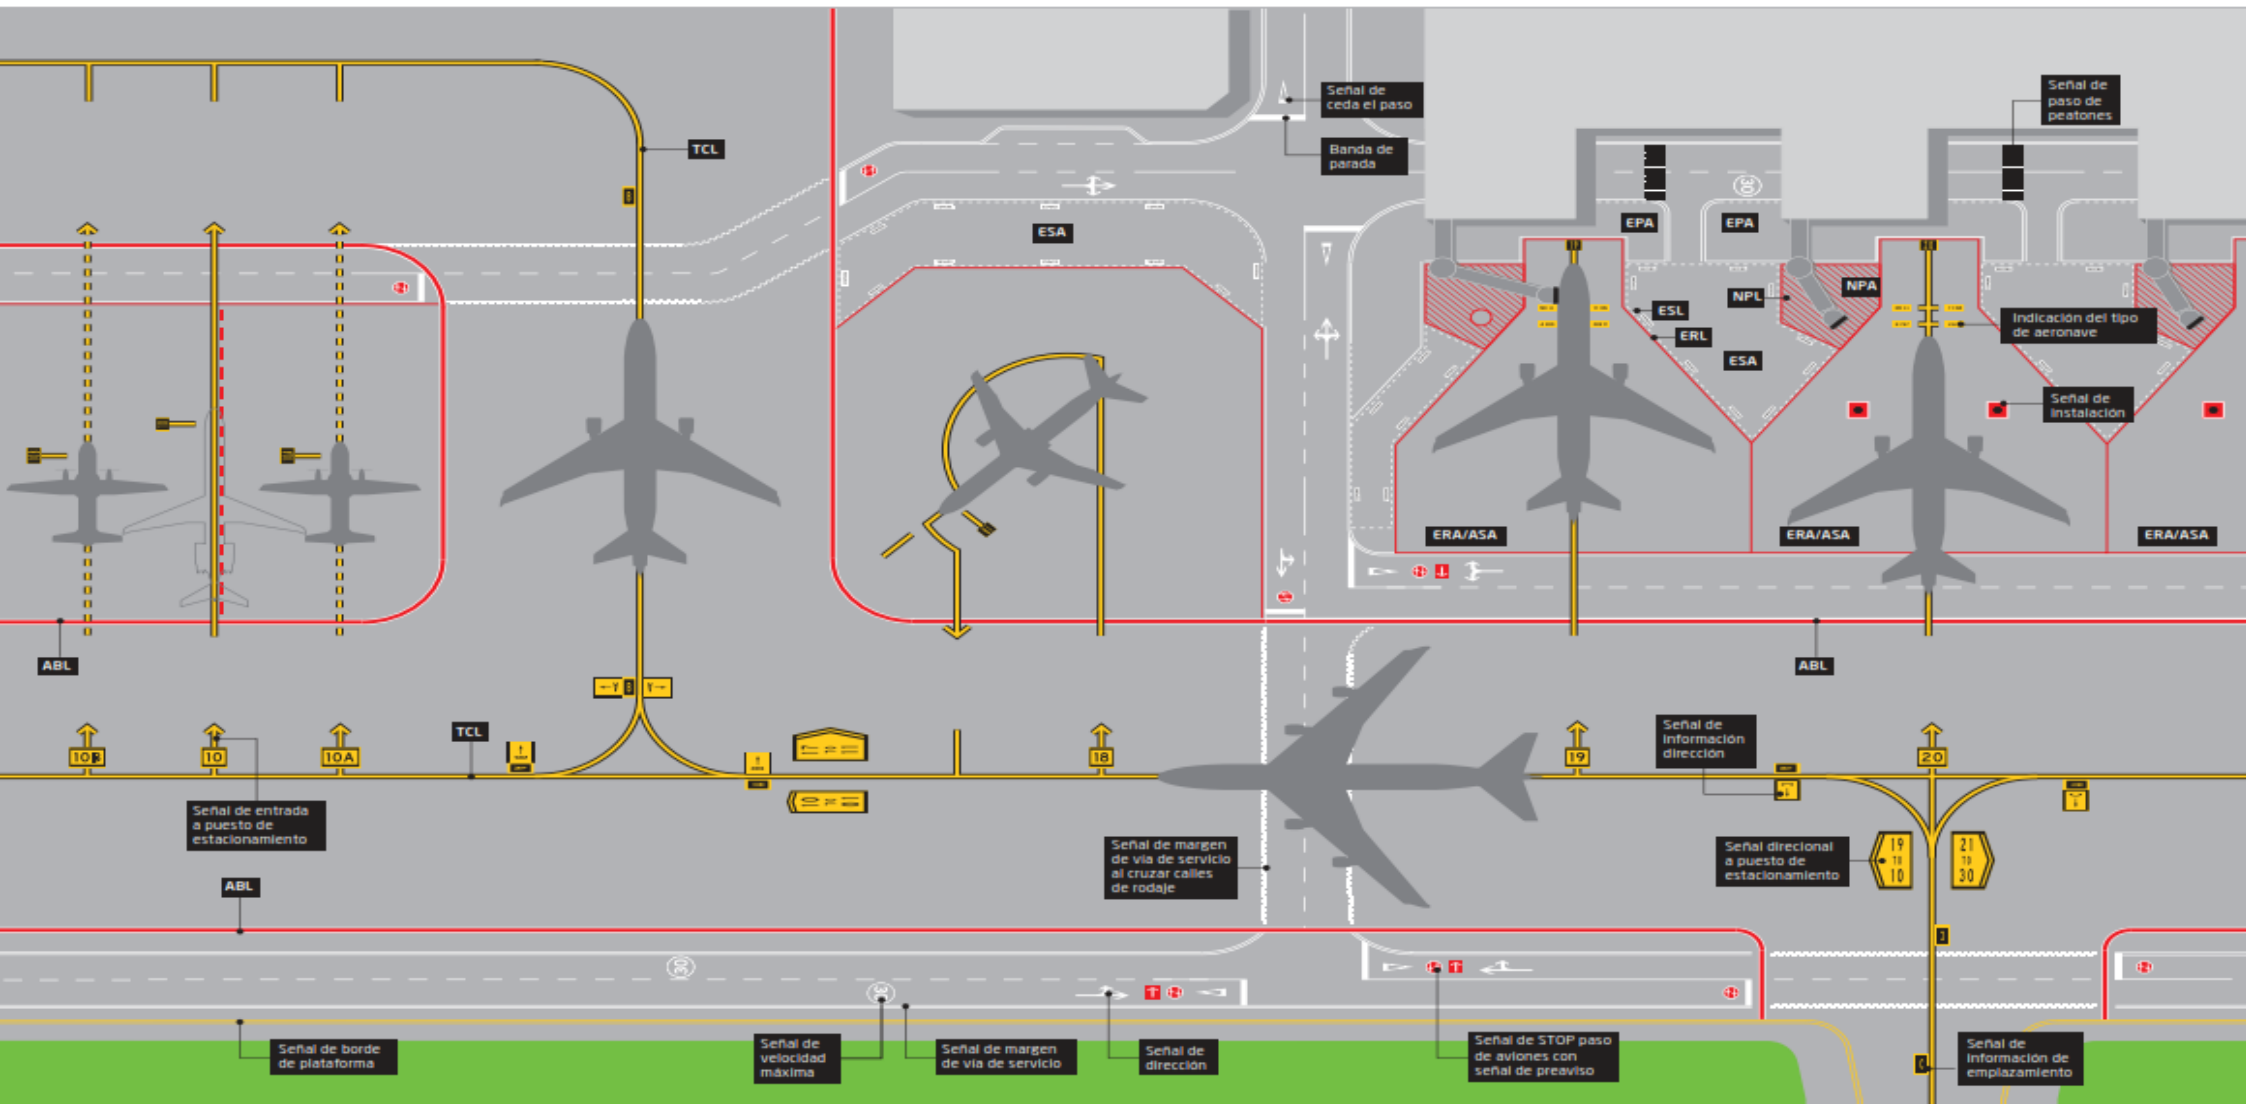 Señal de
ceda el paso
Señal de
paso de
peatones
TCL
Banda de
parada
30
EPA
EPA
ESA
19
20
NPL
NPA
ESL
ERL
Indicación del tipo
de aeronave
ESA
Señal de
instalación
ERA/ASA
ERA/ASA
ERA/ASA
ABL
ABL
TCL
10B
10
10A
18
19
20
Señal de
información
dirección
Señal de entrada
a puesto de
estacionamiento
Señal de margen
de vía de servicio
al cruzar calles
de rodaje
Señal direcional
a puesto de
estacionamiento
19
TO
10
21
TO
30
ABL
30
30
Señal de borde
de plataforma
Señal de
velocidad
máxima
Señal de margen
de vía de servicio
Señal de
dirección
Señal de STOP paso
de aviones con
señal de preaviso
Señal de
información de
emplazamiento